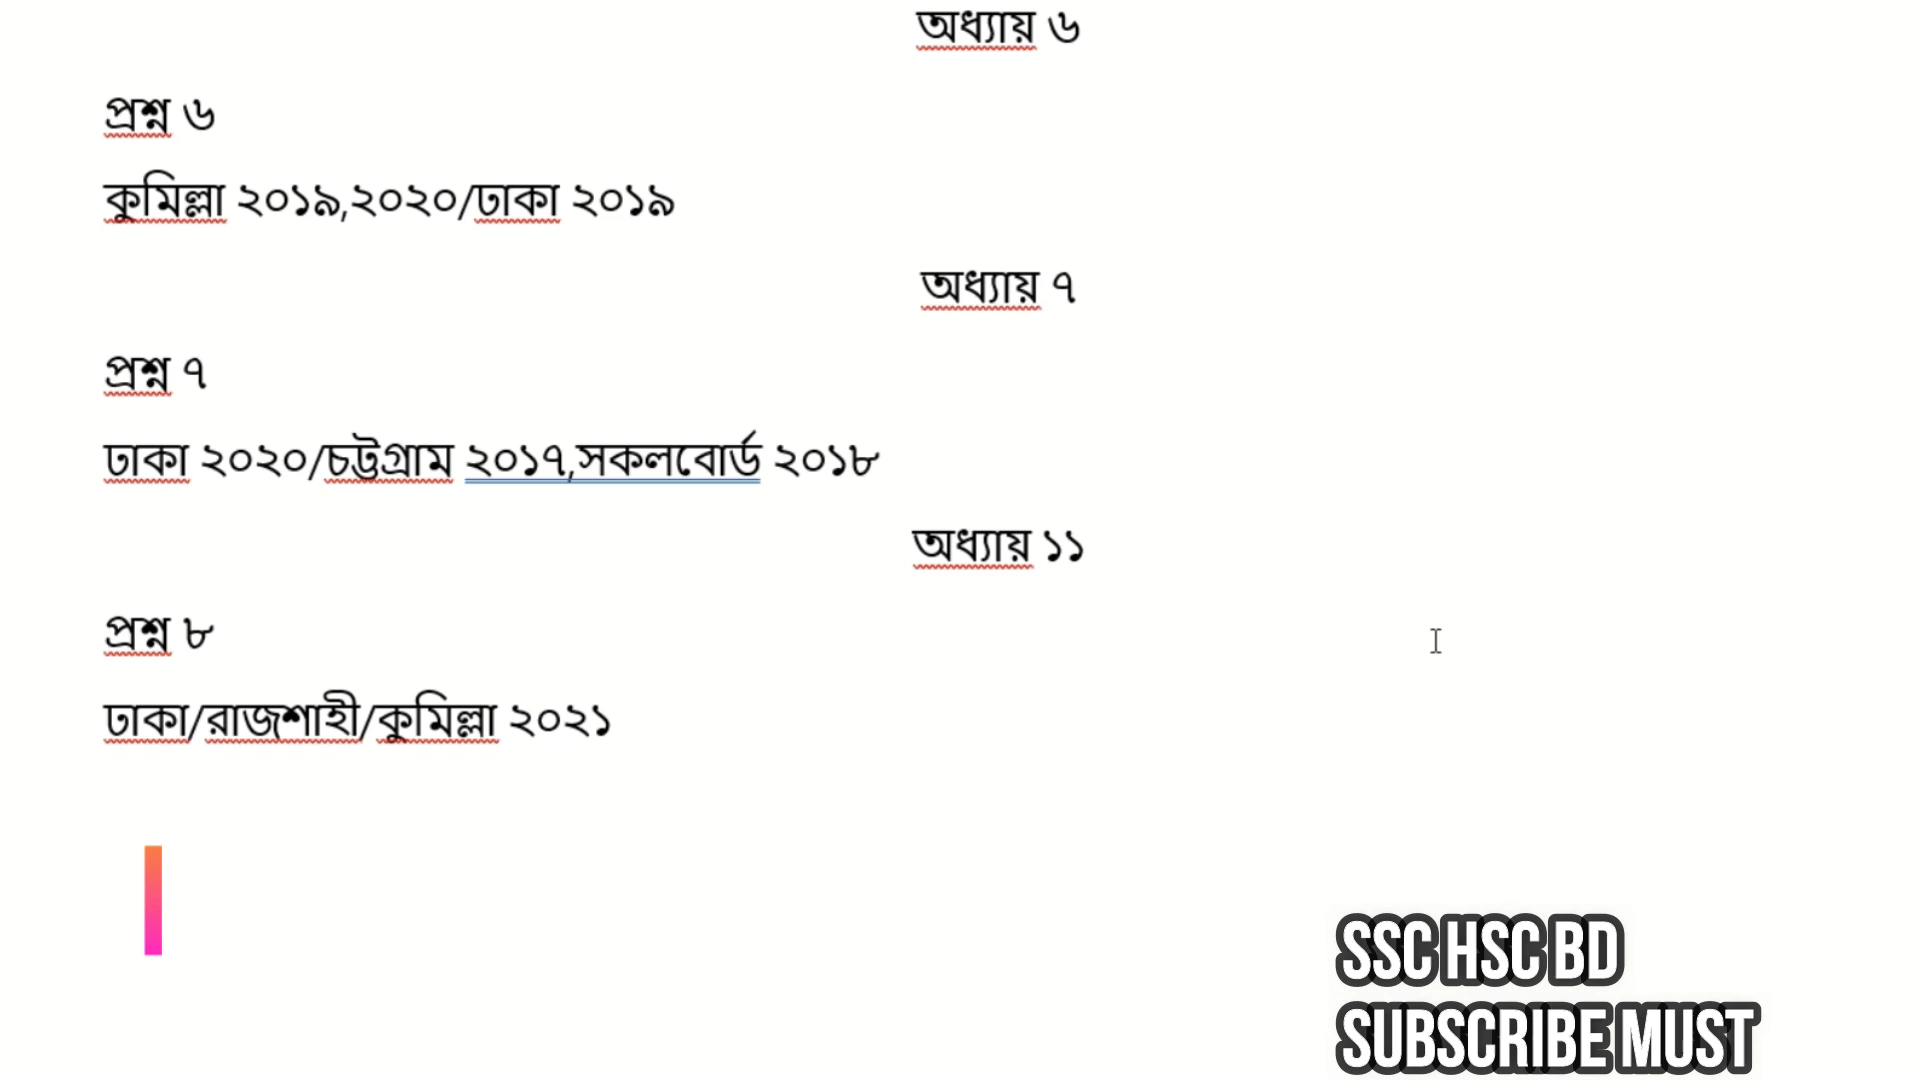 অধ্যায় ৬
প্রশ্ন ৬
কুমিল্লা ২০১৯,২০২০/ঢাকা ২০১৯
অধ্যায় ৭
প্রশ্ন ৭
ঢাকা ২০২০/চট্টগ্রাম ২০১৭,সকলবোর্ড ২০১৮
অধ্যায় ১১
প্রশ্ন ৮
ঢাকা/রাজশাহী/কুমিল্লা ২০২১
SSC HSC BD
SUBSCRIBE MUST